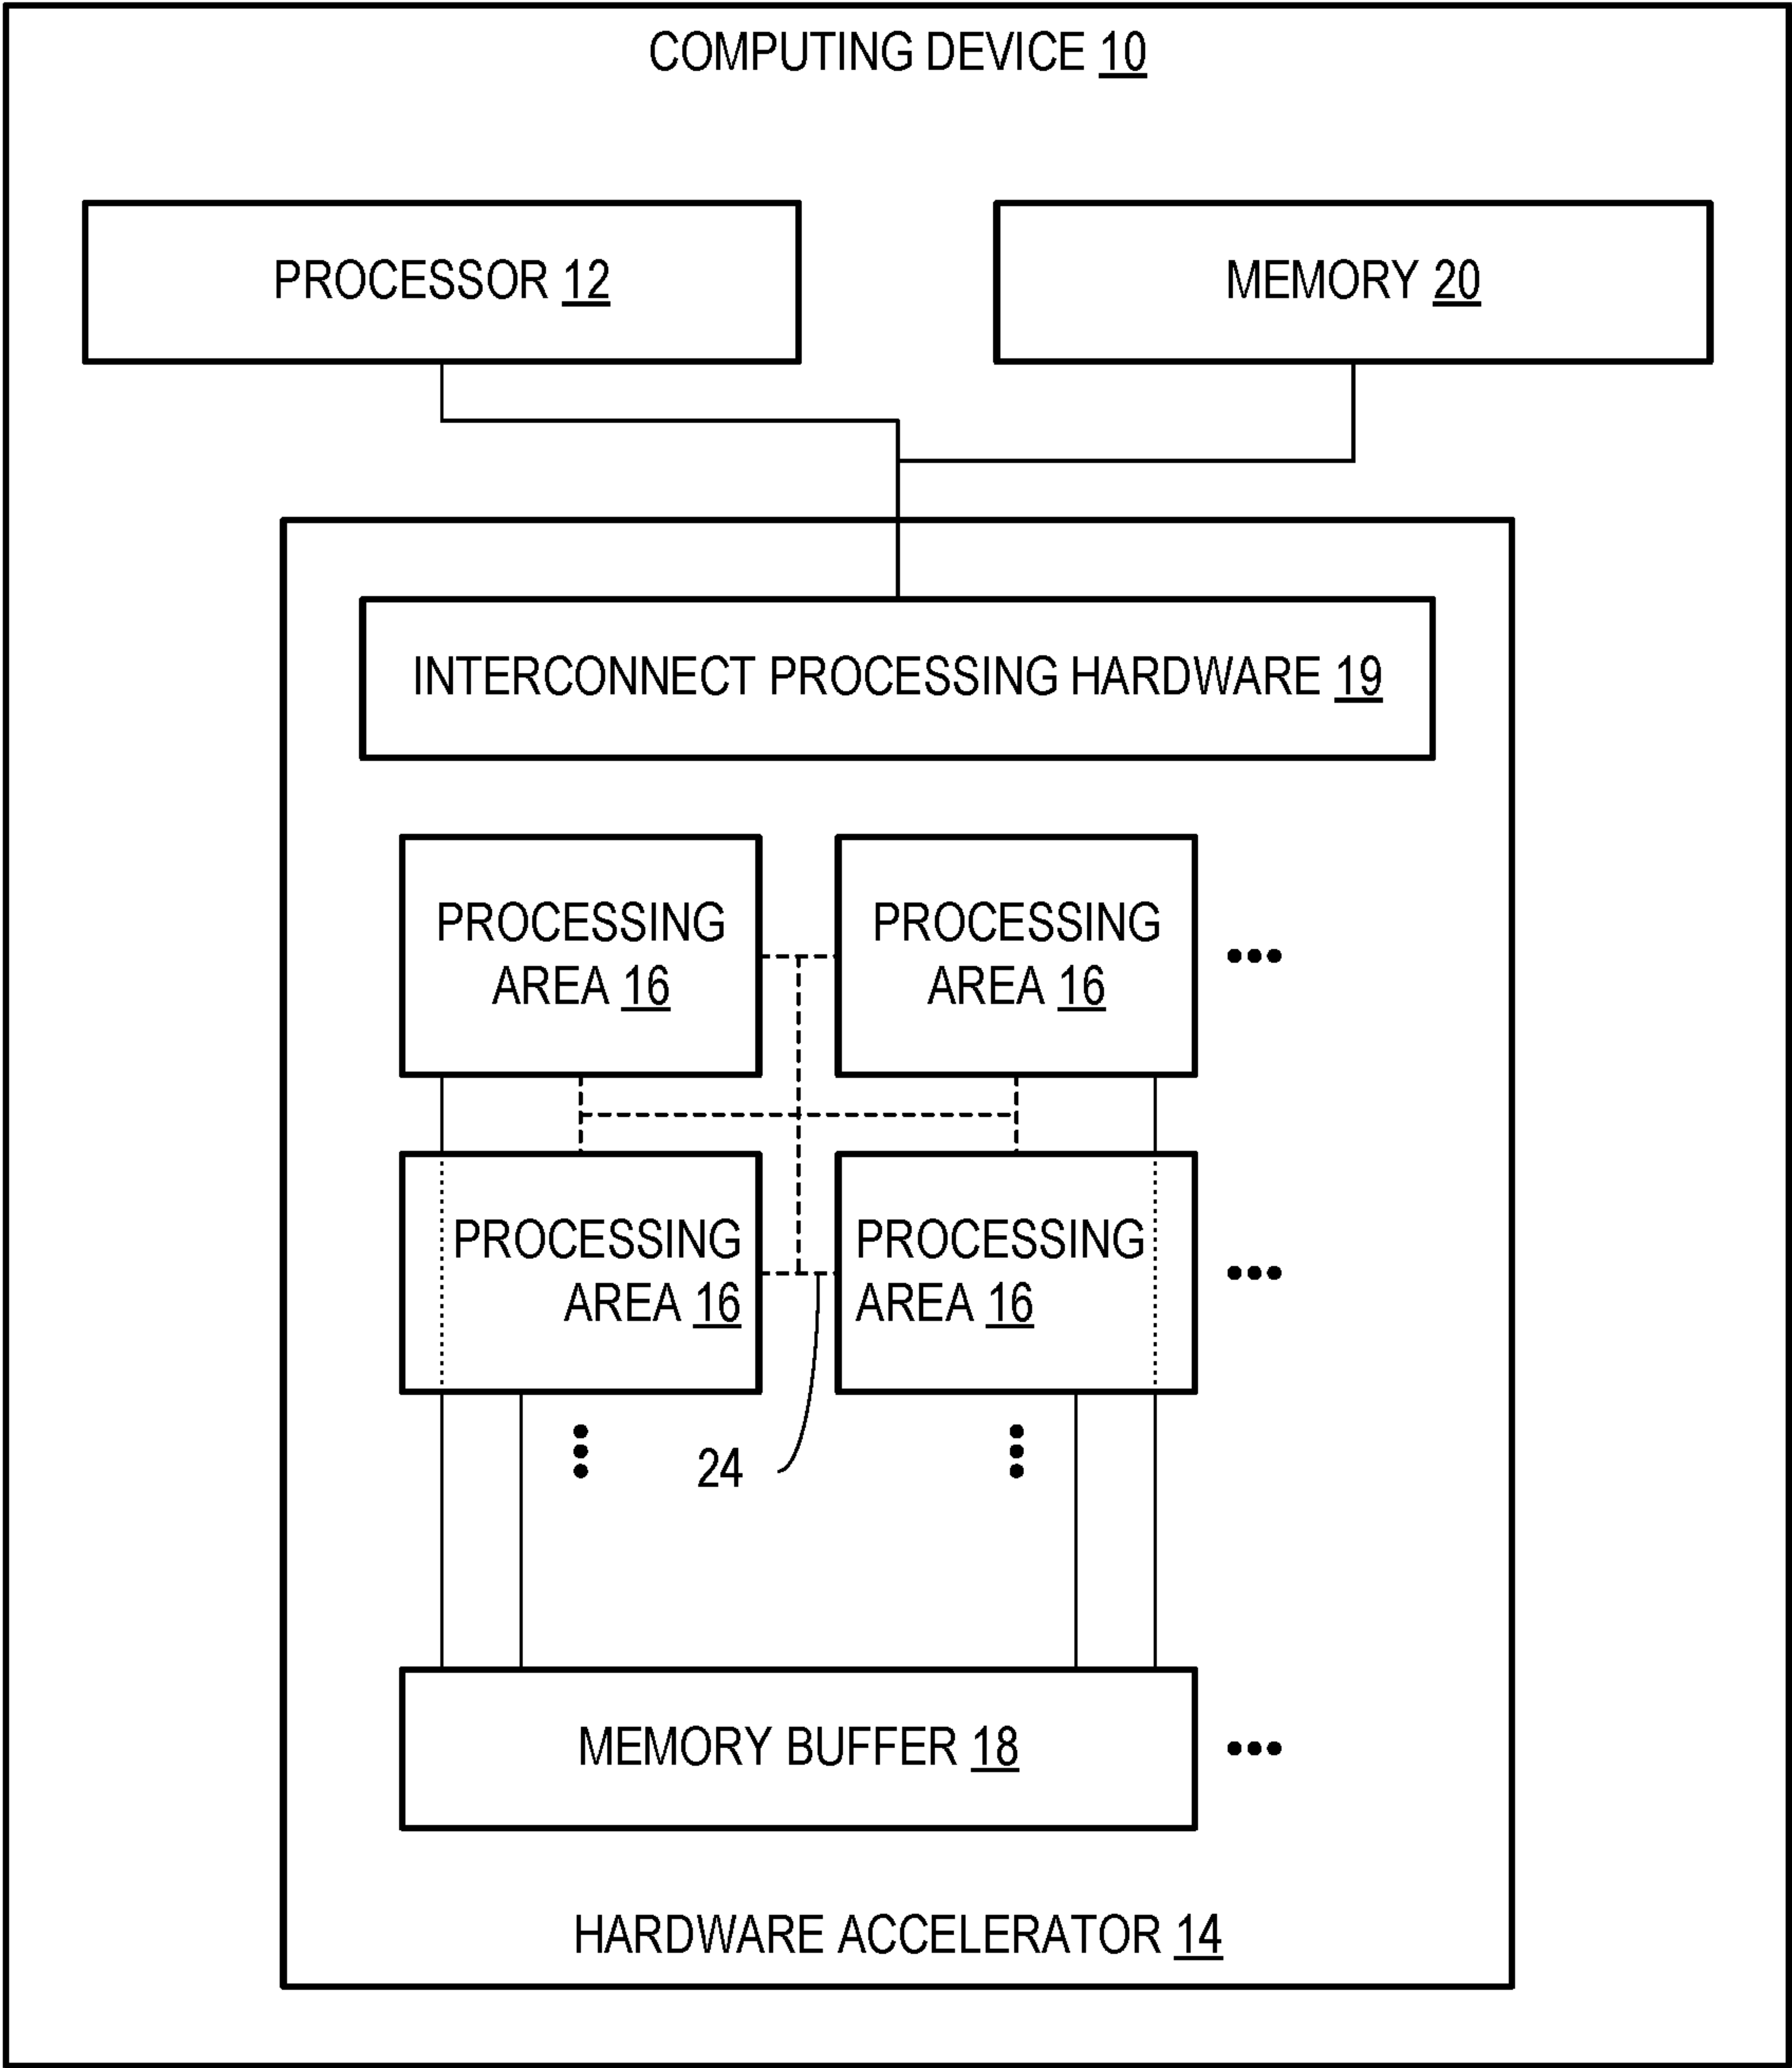 COMPUTING DEVICE 10
PROCESSOR 12
MEMORY 20
INTERCONNECT PROCESSING HARDWARE 19
PROCESSING
AREA 16
PROCESSING
AREA 16
PROCESSING
AREA 16
PROCESSING
AREA 16
24
MEMORY BUFFER 18
HARDWARE ACCELERATOR 14